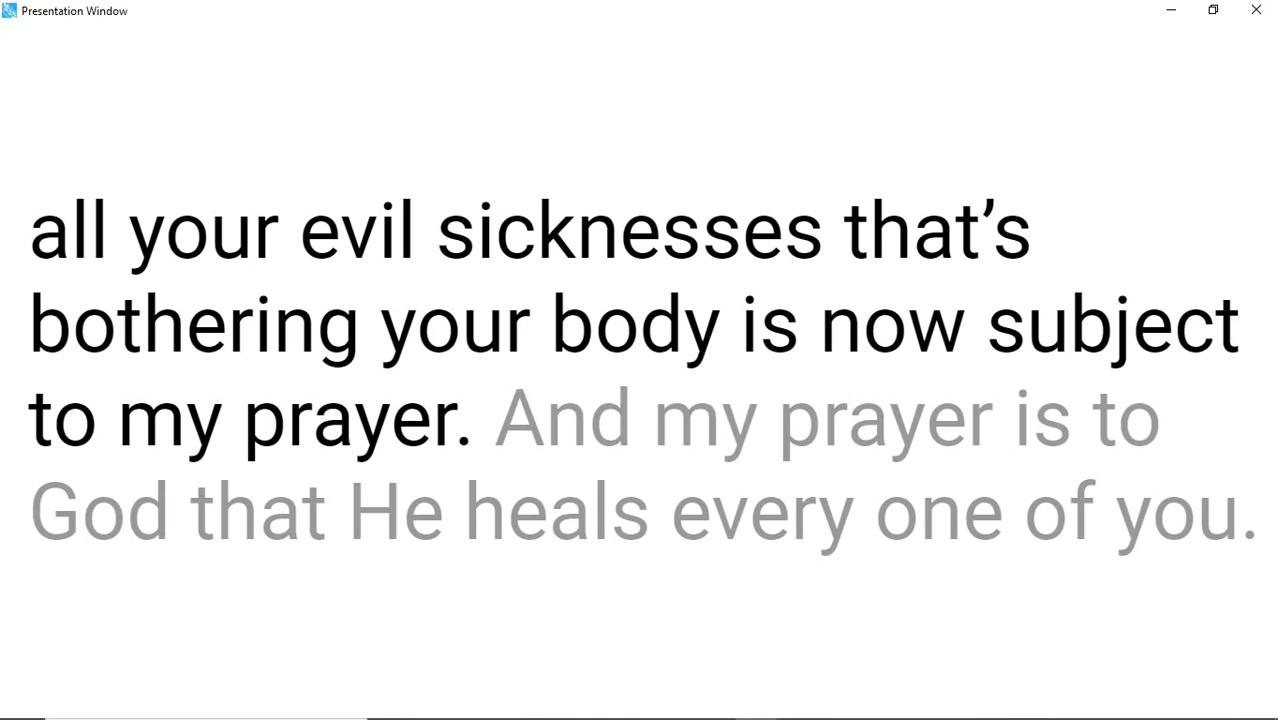 Presentation Window
all your evil sicknesses that’s
bothering your body is now subject
to my prayer. And my prayer is to
God that He heals every one of you.